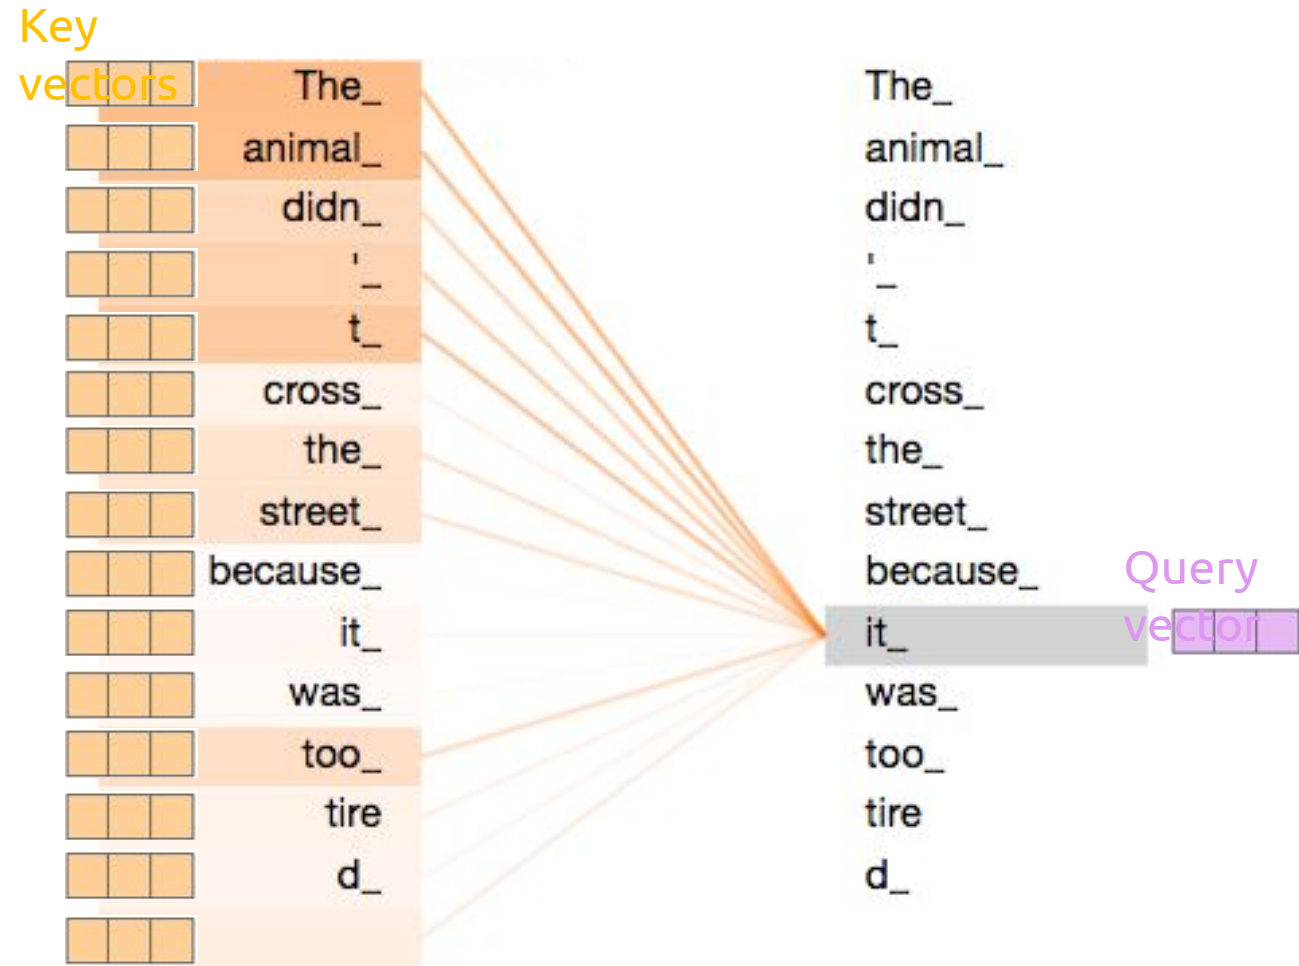 Key
vectors
The_
animal_
didn_
'_
t_
cross_
the_
street_
because_
it_
was_
too_
tire
d_
The_
animal_
didn_
'_
t_
cross_
the_
street_
because_
it_
was_
too_
tire
d_
Query
vector